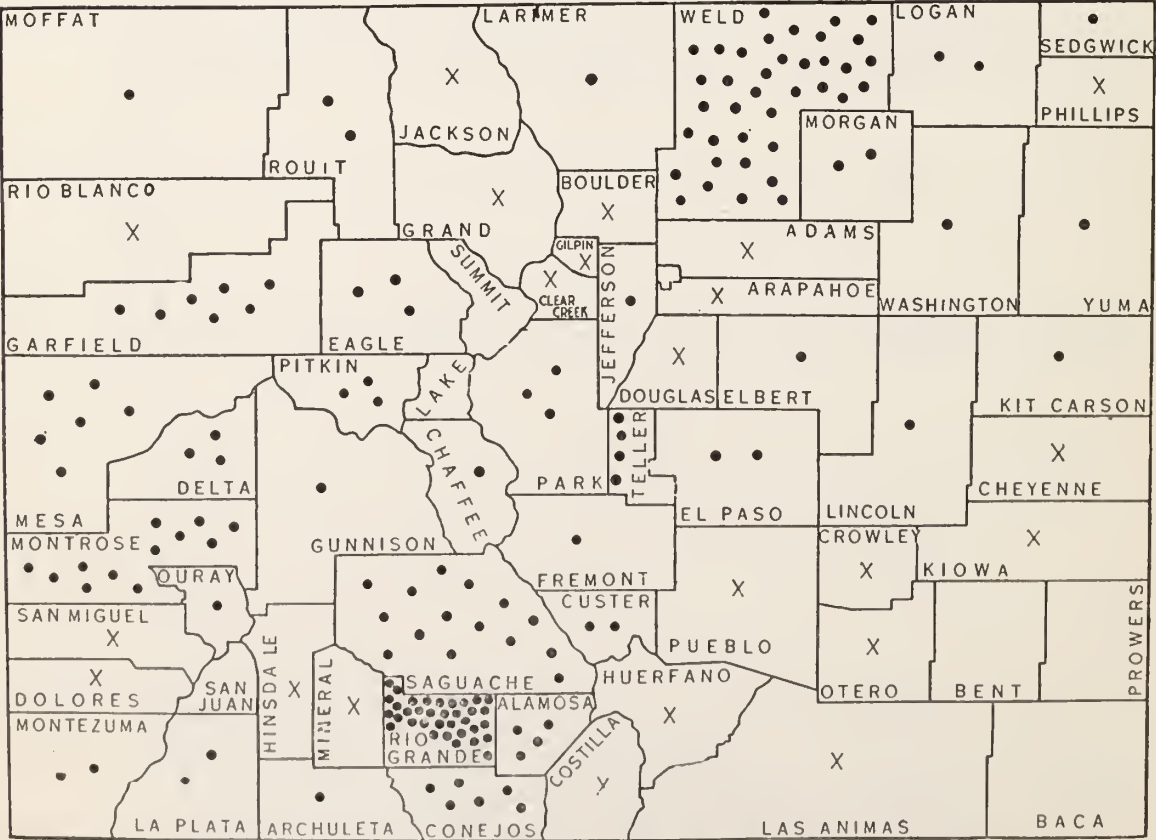 MOFFAT
LARIMER
WELD
LOGAN
SEDGWICK
X
X
PHILLIPS
JACKSON
MORGAN
ROUIT
RIO BLANCO
BOULDER
X
X
X
GRAND
ADAMS
X
GILPIN
X
SUMMIT
X
CLEAR
CREEK
JEFFERSON
X
ARAPAHOE
WASHINGTON
YUMA
GARFIELD
EAGLE
PITKIN
LAKE
X
DOUGLAS
ELBERT
KIT CARSON
TELLER
CHAFFEE
X
DELTA
PARK
CHEYENNE
MESA
EL PASO
LINCOLN
MONTROSE
GUNNISON
CROWLEY
X
KIOWA
OURAY
FREMONT
X
X
CUSTER
SAN MIGUEL
X
PUEBLO
X
PROWERS
HINSDALE
MINERAL
X
DOLORES
SAN
JUAN
X
X
SAGUACHE
HUERFANO
OTERO
BENT
ALAMOSA
MONTEZUMA
RIO
GRANDE
X
COSTILLA
X
X
LA PLATA
ARCHULETA
CONEJOS
LAS ANIMAS
BACA